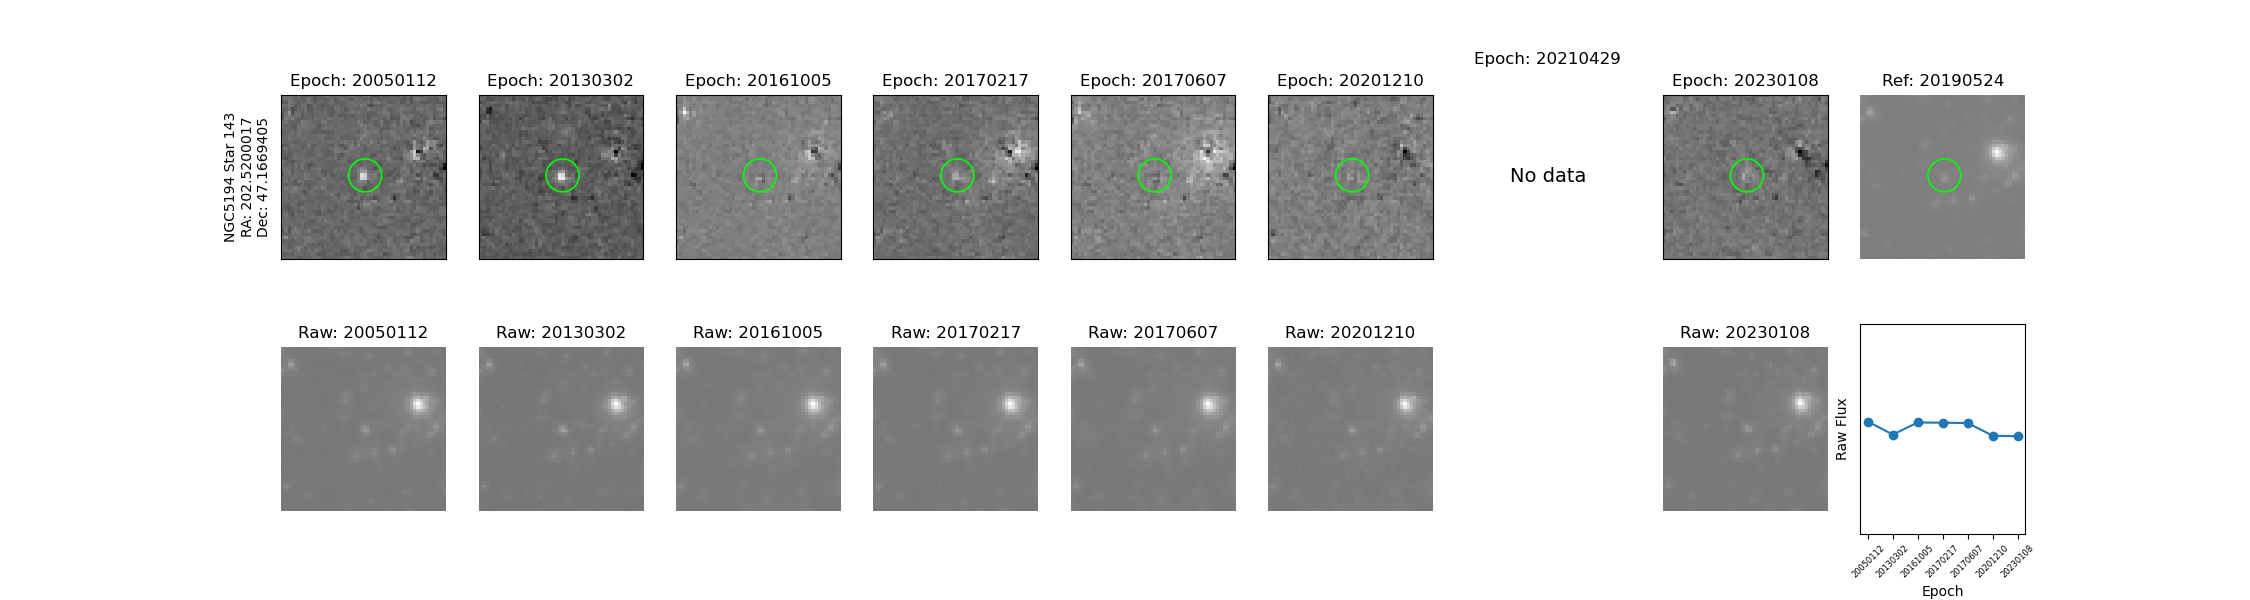 Epoch: 20050112
Epoch: 20130302
Epoch: 20161005
Epoch: 20170217
Epoch: 20170607
Epoch: 20201210
Epoch: 20210429
Epoch: 20230108
Ref: 20190524
NGC5194 Star 143
RA: 202.5200017
Dec: 47.1669405
No data
Raw: 20050112
Raw: 20130302
Raw: 20161005
Raw: 20170217
Raw: 20170607
Raw: 20201210
Raw: 20230108
Raw Flux
20050112
20130302
20161005
20170217
20170607
20201210
20230108
Epoch